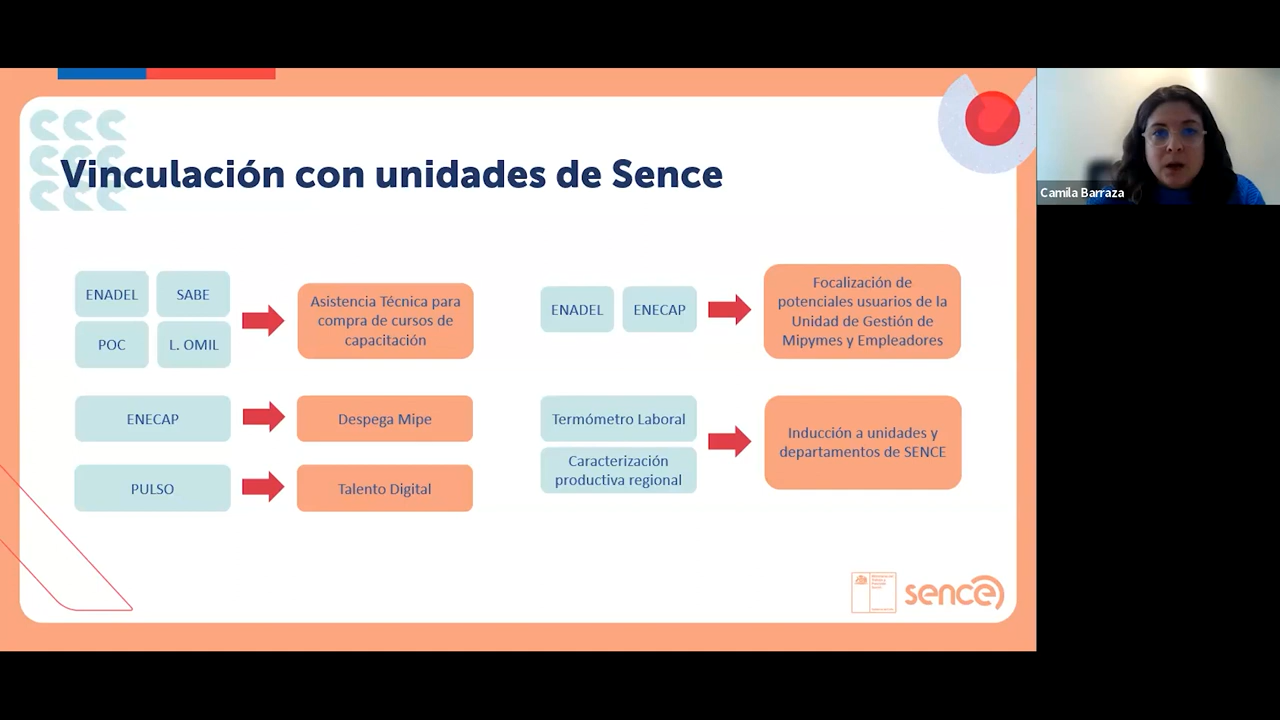 Vinculación con unidades de Sence
ENADEL
SABE
POC
L. OMIL
Asistencia Técnica para
compra de cursos de
capacitación
ENECAP
Despega Mipe
PULSO
Talento Digital
ENADEL
ENECAP
Focalización de
potenciales usuarios de la
Unidad de Gestión de
Mipymes y Empleadores
Termómetro Laboral
Caracterización
productiva regional
Inducción a unidades y
departamentos de SENCE
sence
Camila Barraza